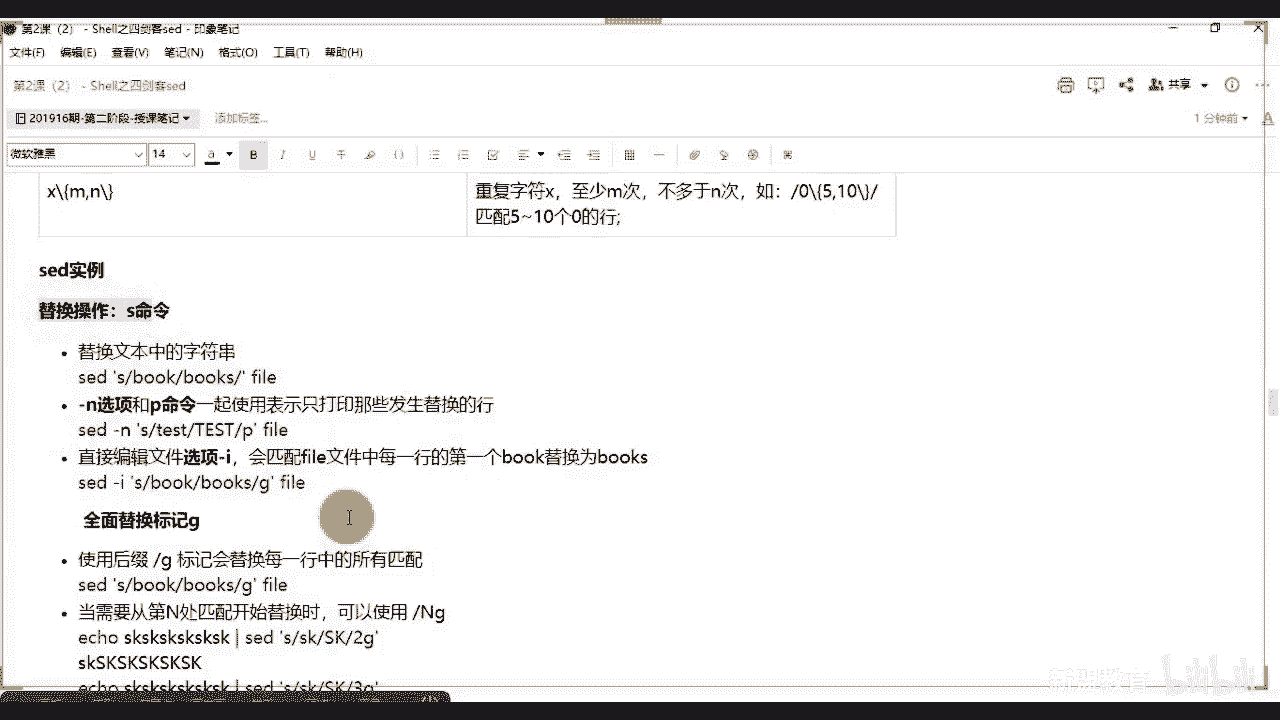 第2课（2） - Shell之四剑客sed - 印象笔记
文件(F) 编辑(E) 查看(V) 笔记(N) 格式(O) 工具(T) 帮助(H)
第2课（2） - Shell之四剑客sed
共享
201916期-第二阶段-授课笔记
添加标签...
1 分钟前
微软雅黑 14 a B I U T
x\{m,n\}
重复字符x，至少m次，不多于n次，如：/0\{5,10\}/
匹配5~10个0的行;
sed实例
替换操作：s命令
替换文本中的字符串
sed 's/book/books/' file
-n选项和p命令一起使用表示只打印那些发生替换的行
sed -n 's/test/TEST/p' file
直接编辑文件选项-i，会匹配file文件中每一行的第一个book替换为books
sed -i 's/book/books/g' file
全面替换标记g
使用后缀 /g 标记会替换每一行中的所有匹配
sed 's/book/books/g' file
当需要从第N处匹配开始替换时，可以使用 /Ng
echo sksksksksksk | sed 's/sk/SK/2g'
skSKSKSKSKSK
echo sksksksksksk | sed 's/sk/SK/3g'
新盟教育 bilibili